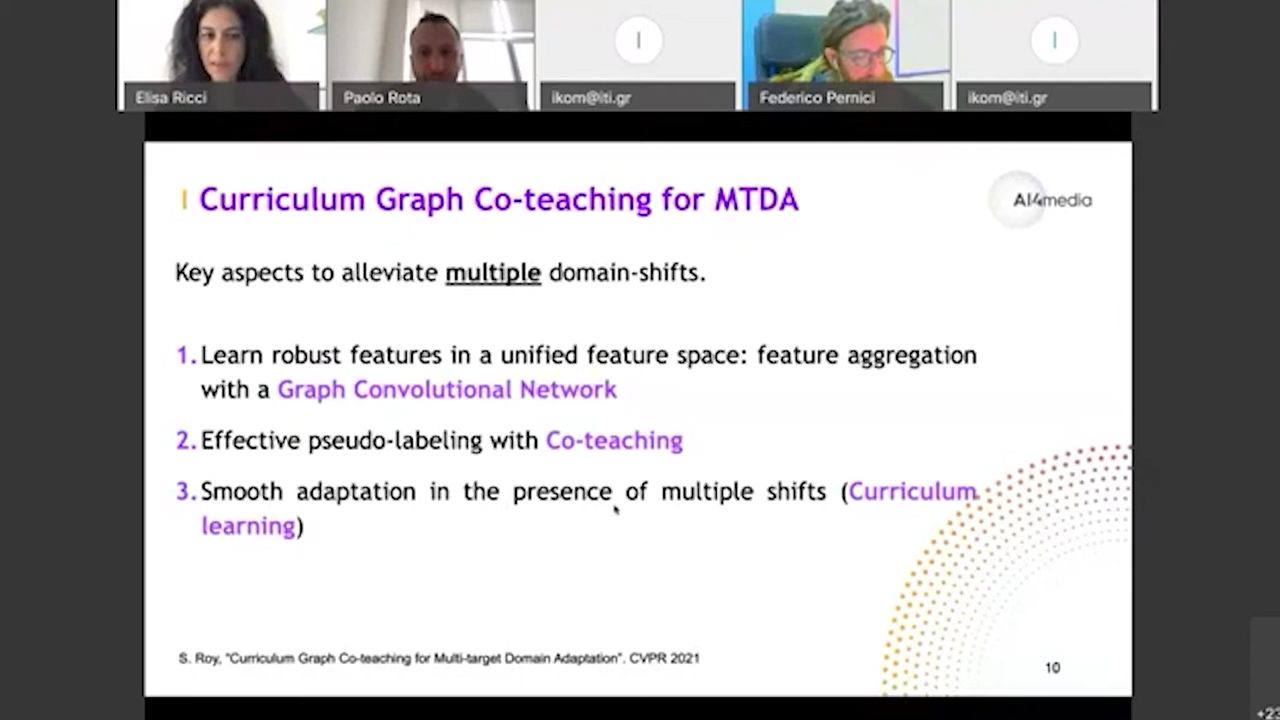 Elisa Ricci
Paolo Rota
I
ikom@iti.gr
Federico Pernici
I
ikom@iti.gr
Curriculum Graph Co-teaching for MTDA
AI4media
Key aspects to alleviate multiple domain-shifts.
1. Learn robust features in a unified feature space: feature aggregation
with a Graph Convolutional Network
2. Effective pseudo-labeling with Co-teaching
3. Smooth adaptation in the presence of multiple shifts (Curriculum
learning)
S. Roy, "Curriculum Graph Co-teaching for Multi-target Domain Adaptation". CVPR 2021
10